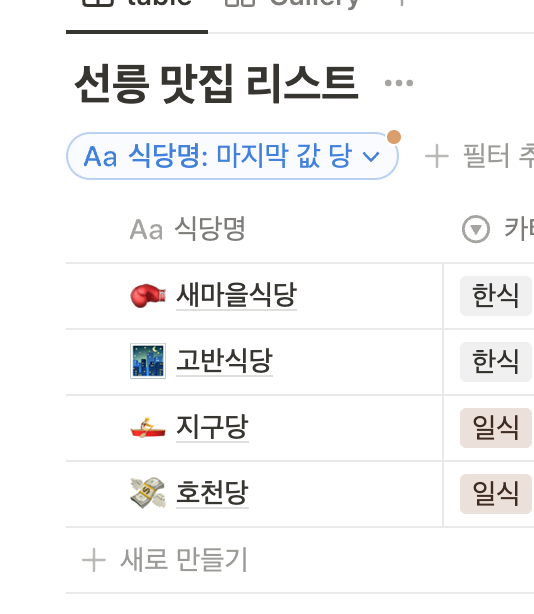 table Gallery
선릉 맛집 리스트 •••
Aa 식당명: 마지막 값 당 + 필터
Aa 식당명
새마을식당 한식
고반식당 한식
지구당 일식
호천당 일식
+ 새로 만들기